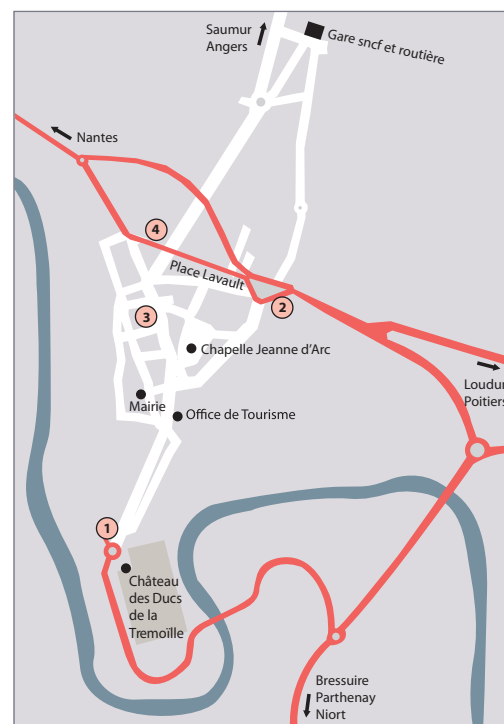 Saumur
Angers
Gare sncf et routière
Nantes
4
Place Lavault
2
3
Chapelle Jeanne d'Arc
Loudun
Poitiers
Mairie
Office de Tourisme
1
Château
des Ducs
de la
Tremoïlle
Bressuire
Parthenay
Niort